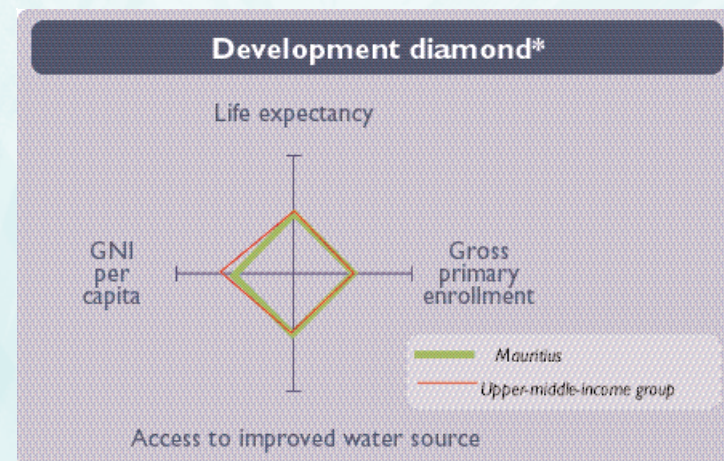 Development diamond*
Life expectancy
GNI
per
capita
Gross
primary
enrollment
Mauritius
Upper-middle-income group
Access to improved water source